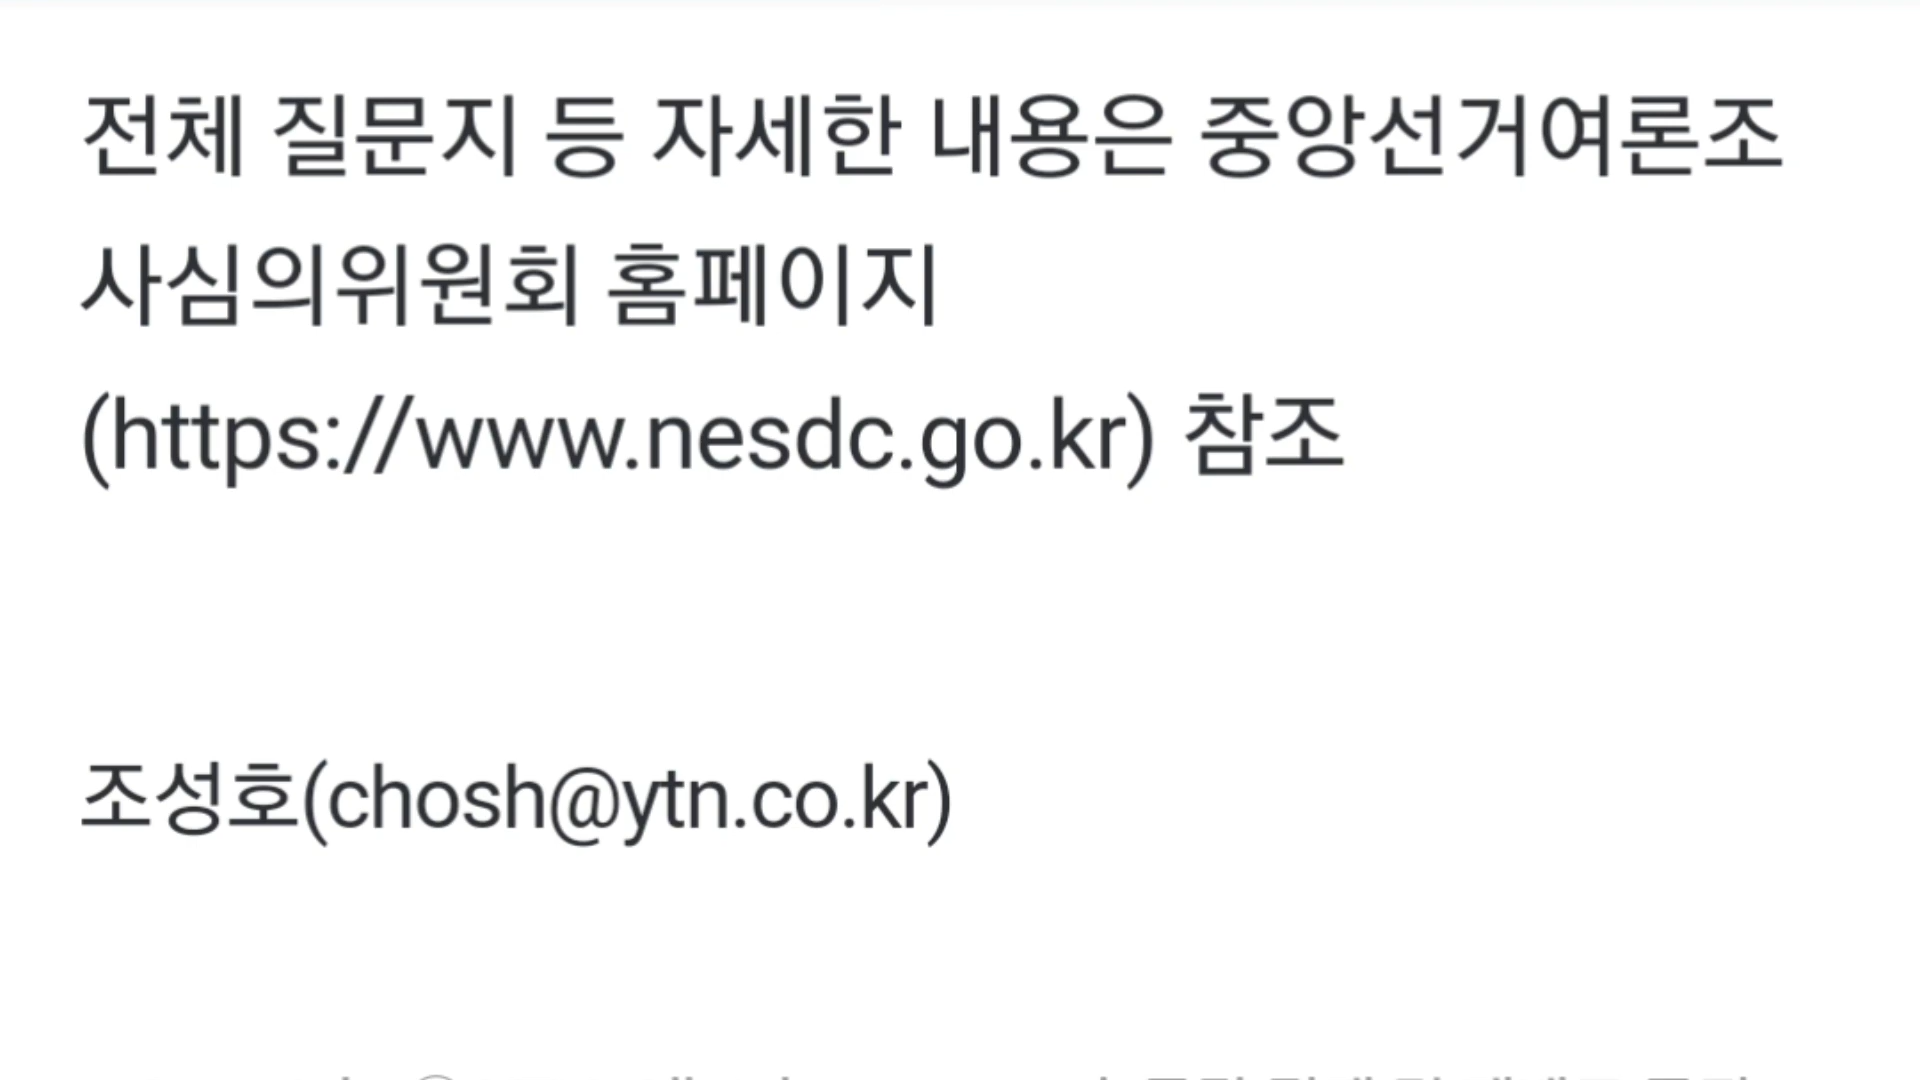 전체 질문지 등 자세한 내용은 중앙선거여론조
사심의위원회 홈페이지
(https://www.nesdc.go.kr) 참조
조성호(chosh@ytn.co.kr)